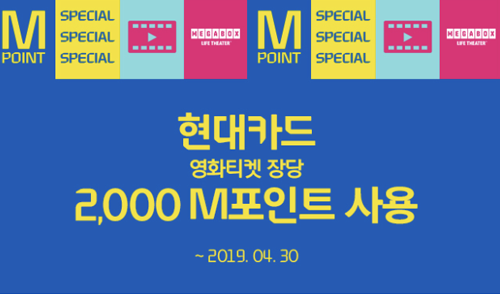 M POINT
SPECIAL
SPECIAL
SPECIAL
MEGABOX
LIFE THEATER
M POINT
SPECIAL
SPECIAL
SPECIAL
MEGABOX
LIFE THEATER
현대카드
영화티켓 장당
2,000 M포인트 사용
~ 2019. 04. 30